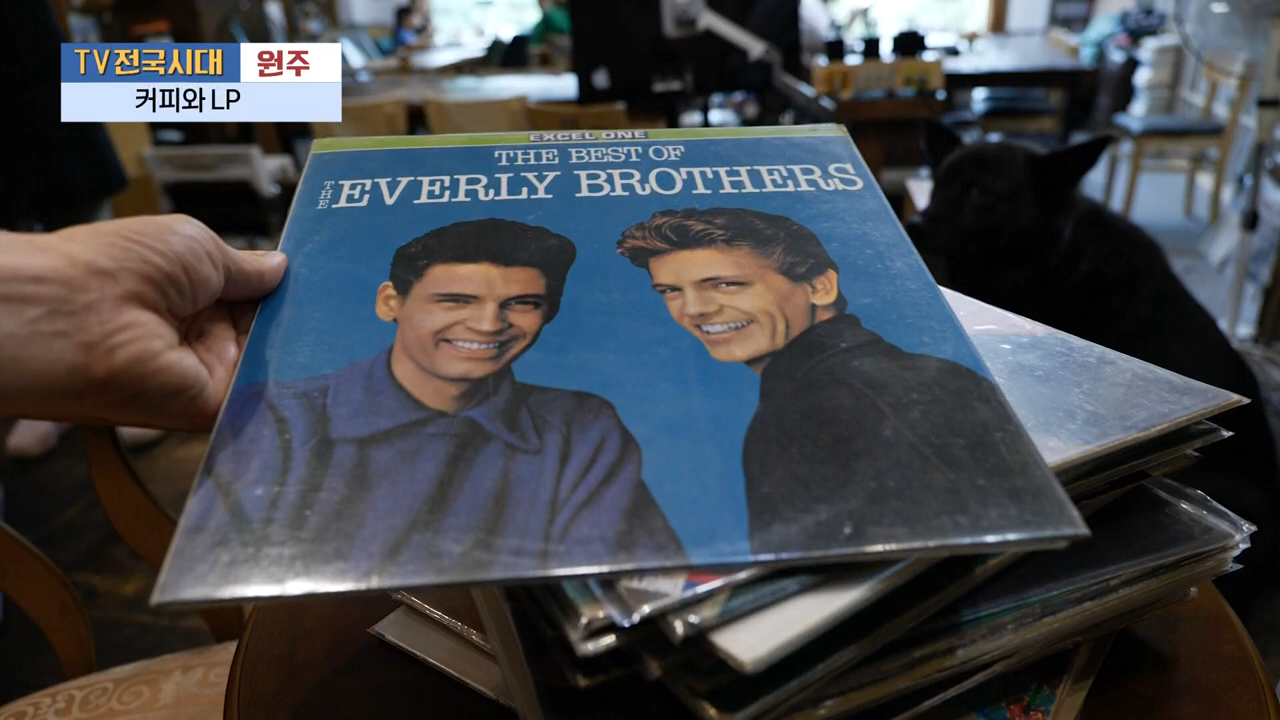 TV전국시대 원주
커피와 LP
EXCEL ONE
THE BEST OF
THE EVERLY BROTHERS